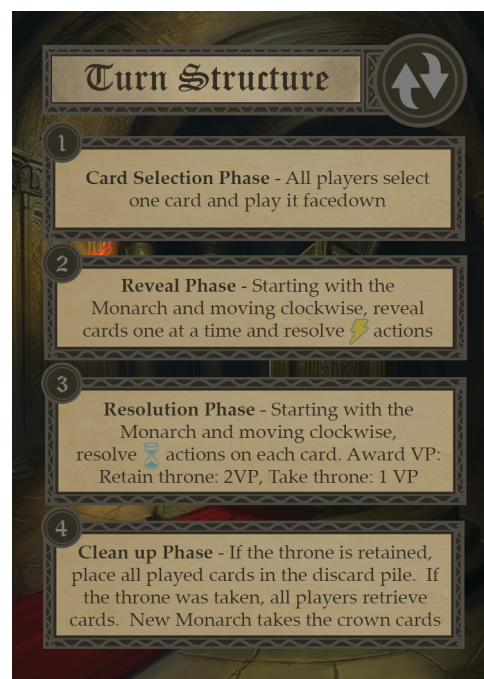 Turn Structure
1
Card Selection Phase - All players select
one card and play it facedown
2
Reveal Phase - Starting with the
Monarch and moving clockwise, reveal
cards one at a time and resolve actions
3
Resolution Phase - Starting with the
Monarch and moving clockwise,
resolve actions on each card. Award VP:
Retain throne: 2VP, Take throne: 1 VP
4
Clean up Phase - If the throne is retained,
place all played cards in the discard pile.  If
the throne was taken, all players retrieve
cards.  New Monarch takes the crown cards